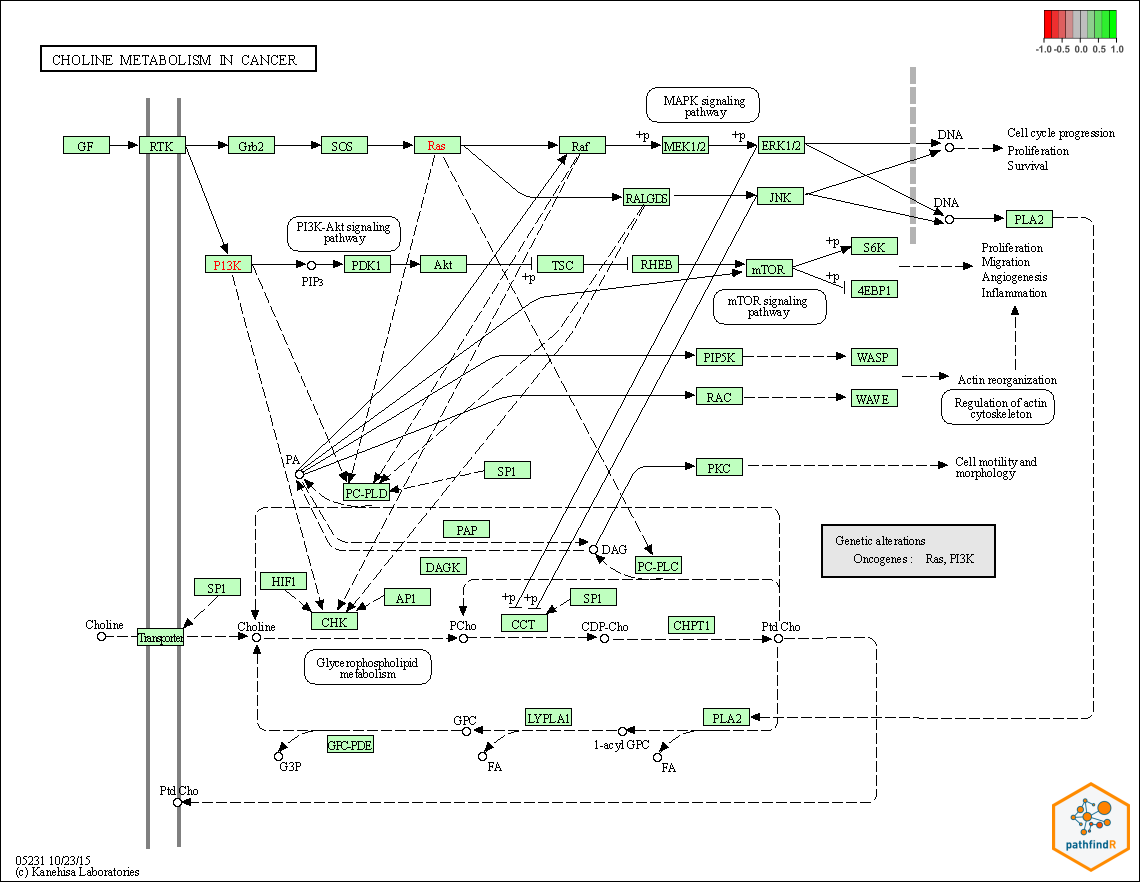 -1.0 -0.5 0.0 0.5 1.0
CHOLINE METABOLISM IN CANCER
MAPK signaling
pathway
GF
RTK
Grb2
SOS
Ras
Raf
+p
MEK1/2
+p
ERK1/2
DNA
Cell cycle progression
Proliferation
Survival
RALGDS
JNK
DNA
PLA2
PI3K-Akt signaling
pathway
P13K
PIP3
PDK1
Akt
+p
TSC
RHEB
mTOR
+p
S6K
+p
4EBP1
Proliferation
Migration
Angiogenesis
Inflammation
mTOR signaling
pathway
PIP5K
WASP
RAC
WAVE
Actin reorganization
Regulation of actin
cytoskeleton
PA
PC-PLD
SP1
PKC
Cell motility and
morphology
PAP
DAG
DAGK
PC-PLC
Genetic alterations
Oncogenes : Ras, PI3K
SP1
HIF1
AP1
+p
+p
SP1
Choline
Transporter
Choline
CHK
PCho
CCT
CDP-Cho
CHPT1
Ptd Cho
Glycerophospholipid
metabolism
GPC
LYPLA1
PLA2
GPC-PDE
1-acyl GPC
G3P
FA
FA
Ptd Cho
pathfindR
05231 10/23/15
(c) Kanehisa Laboratories